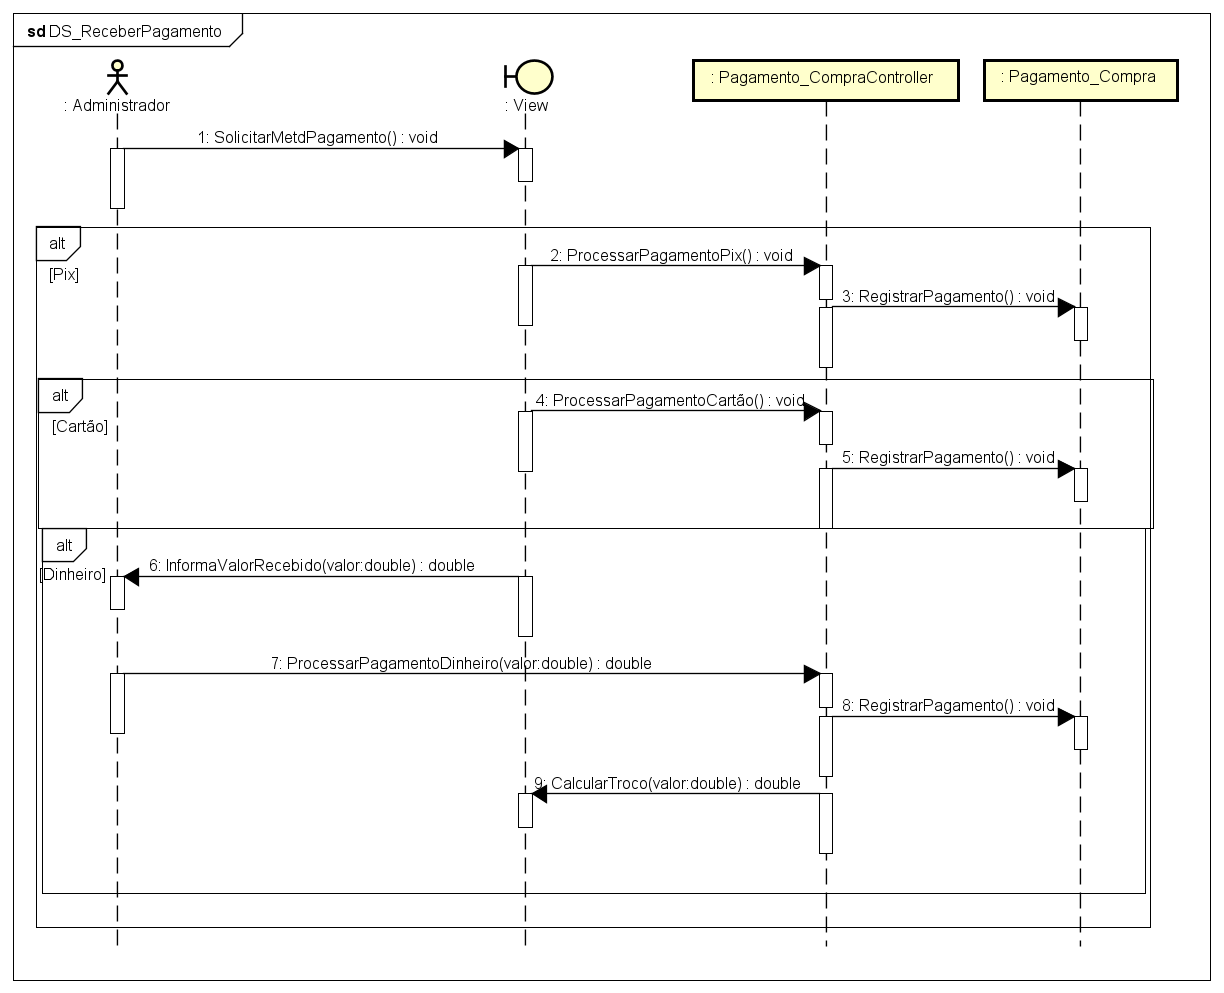 sd DS_ReceberPagamento
: Administrador
: View
: Pagamento_CompraController
: Pagamento_Compra
1: SolicitarMetdPagamento() : void
alt
[Pix]
2: ProcessarPagamentoPix() : void
3: RegistrarPagamento() : void
alt
[Cartão]
4: ProcessarPagamentoCartão() : void
5: RegistrarPagamento() : void
alt
[Dinheiro]
6: InformaValorRecebido(valor:double) : double
7: ProcessarPagamentoDinheiro(valor:double) : double
8: RegistrarPagamento() : void
9: CalcularTroco(valor:double) : double